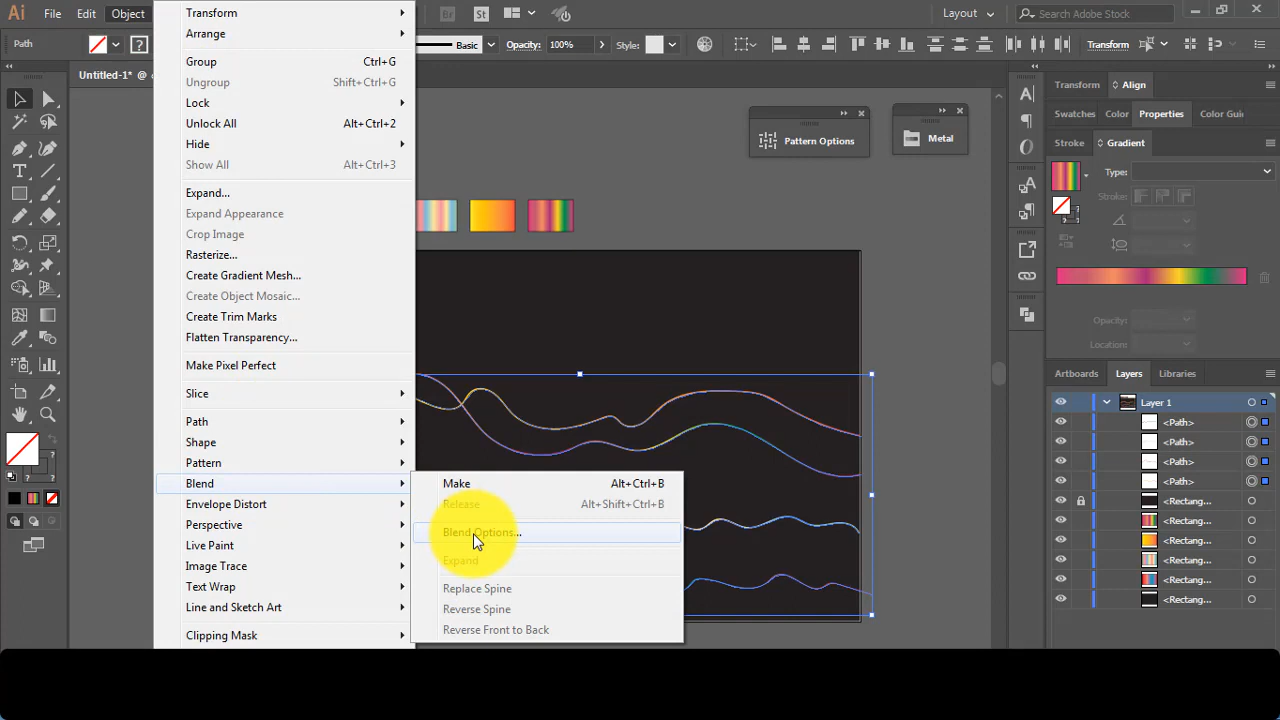 Ai File Edit Object Br St Layout Search Adobe Stock
Path ? Basic Opacity: 100% Style: Transform
Untitled-1* @
Transform
Arrange
Group Ctrl+G
Ungroup Shift+Ctrl+G
Lock
Unlock All Alt+Ctrl+2
Hide
Show All Alt+Ctrl+3
Expand...
Expand Appearance
Crop Image
Rasterize...
Create Gradient Mesh...
Create Object Mosaic...
Create Trim Marks
Flatten Transparency...
Make Pixel Perfect
Slice
Path
Shape
Pattern
Blend
Envelope Distort
Perspective
Live Paint
Image Trace
Text Wrap
Line and Sketch Art
Clipping Mask
Make Alt+Ctrl+B
Release Alt+Shift+Ctrl+B
Blend Options...
Expand
Replace Spine
Reverse Spine
Reverse Front to Back
Pattern Options
Metal
Transform Align
Swatches Color Properties Color Gui
Stroke Gradient
Type:
Stroke:
Opacity:
Locations:
Artboards Layers Libraries
Layer 1
<Path>
<Path>
<Path>
<Path>
<Rectang...
<Rectang...
<Rectang...
<Rectang...
<Rectang...
<Rectang...